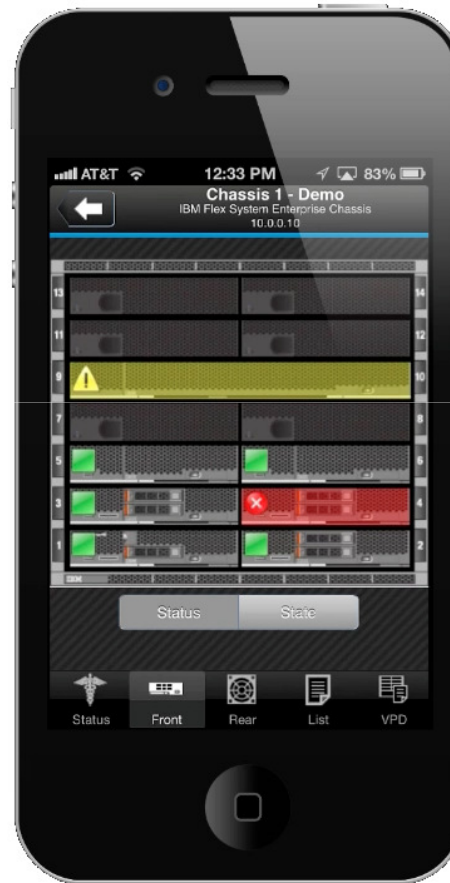 AT&T 12:33 PM 83%
Chassis 1 - Demo
IBM Flex System Enterprise Chassis
10.0.0.10
13 14
11 12
9 10
7 8
5 6
3 4
1 2
IBM
Status State
Status Front Rear List VPD